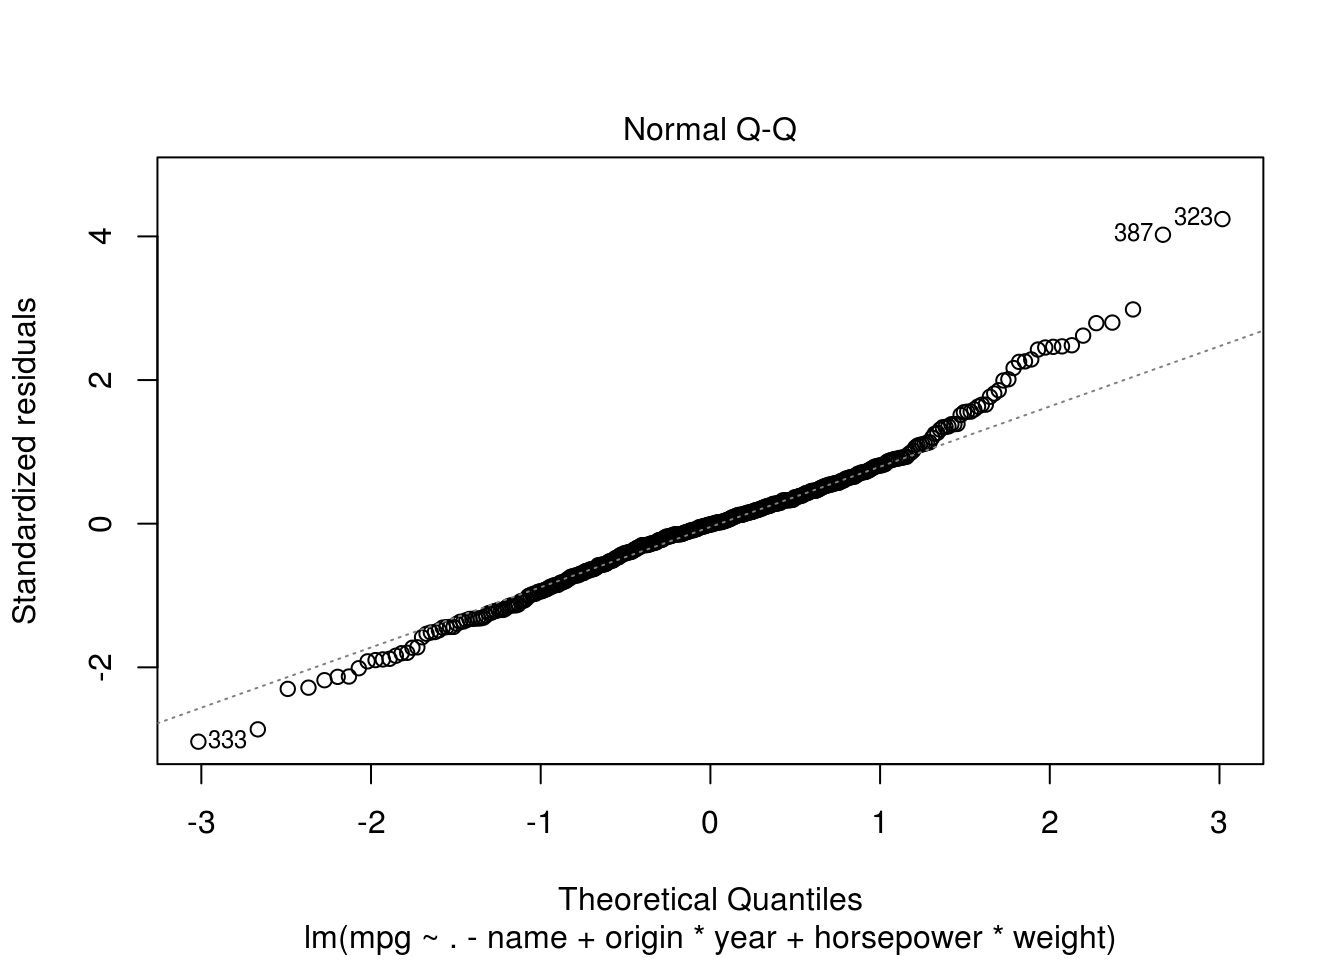 Normal Q-Q
Standardized residuals
4
2
0
-2
387
323
333
-3 -2 -1 0 1 2 3
Theoretical Quantiles
lm(mpg ~ . - name + origin * year + horsepower * weight)